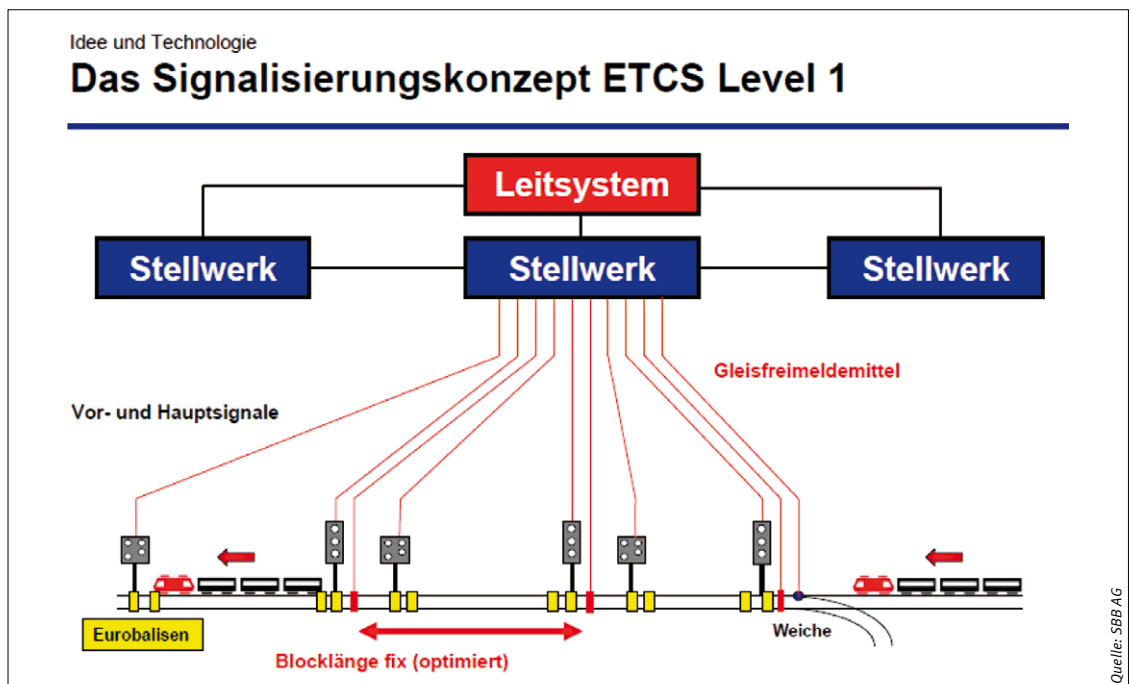 Idee und Technologie
Das Signalisierungskonzept ETCS Level 1
Leitsystem
Stellwerk
Stellwerk
Stellwerk
Gleisfreimeldemittel
Vor- und Hauptsignale
Eurobalisen
Weiche
Blocklänge fix (optimiert)
Quelle: SBB AG